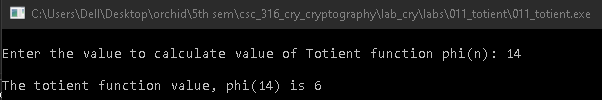 C:\Users\Dell\Desktop\orchid\5th sem\csc_316_cry_cryptography\lab_cry\labs\011_totient\011_totient.exe
Enter the value to calculate value of Totient function phi(n): 14
The totient function value, phi(14) is 6